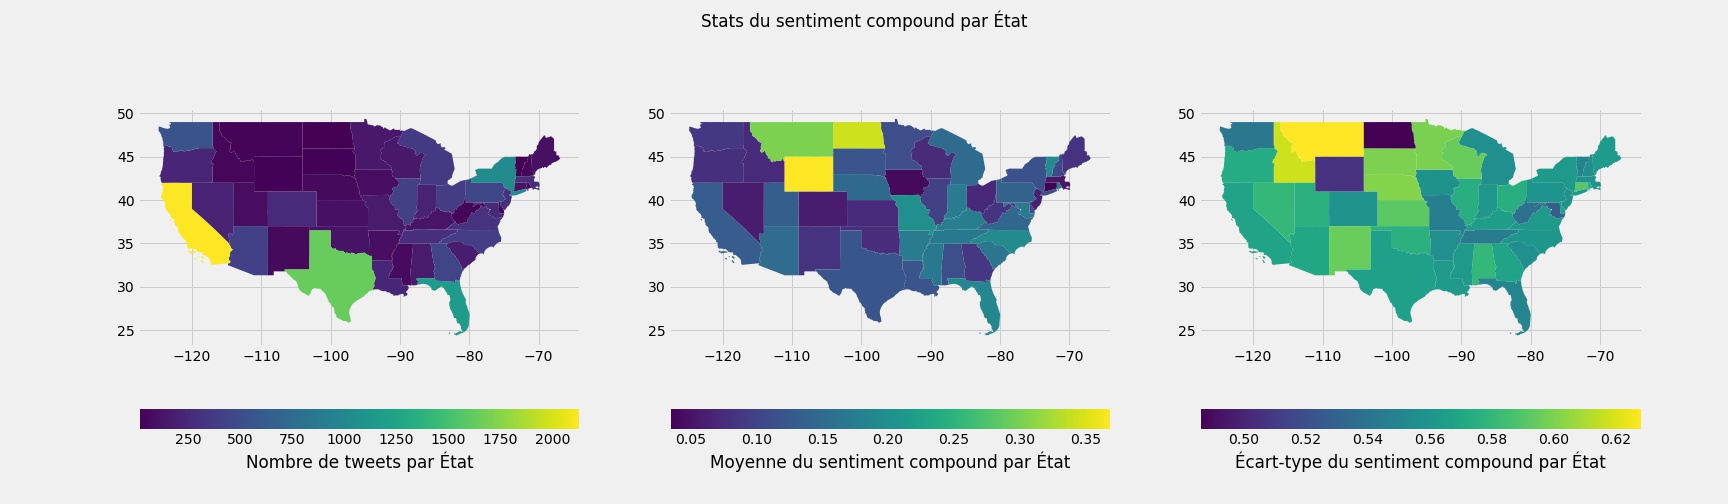 Stats du sentiment compound par État
50
45
40
35
30
25
−120 −110 −100 −90 −80 −70
250 500 750 1000 1250 1500 1750 2000
Nombre de tweets par État
50
45
40
35
30
25
−120 −110 −100 −90 −80 −70
0.05 0.10 0.15 0.20 0.25 0.30 0.35
Moyenne du sentiment compound par État
50
45
40
35
30
25
−120 −110 −100 −90 −80 −70
0.50 0.52 0.54 0.56 0.58 0.60 0.62
Écart-type du sentiment compound par État